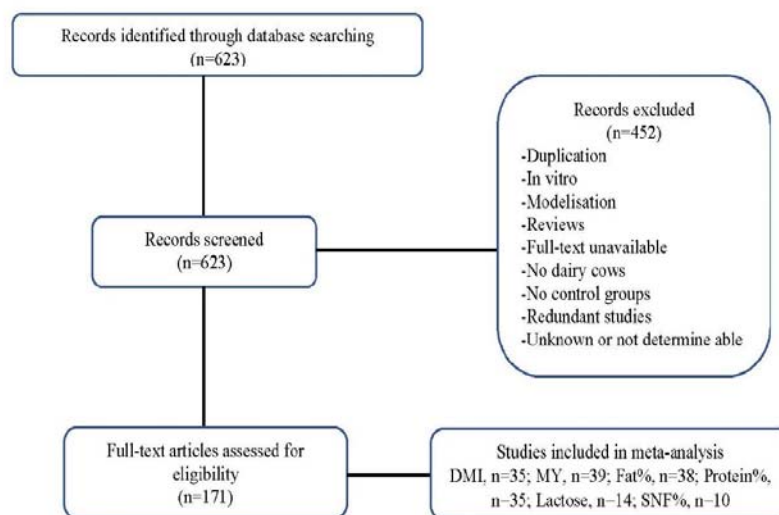 Records identified through database searching
(n=623)
Records excluded
(n=452)
-Duplication
-In vitro
-Modelisation
-Reviews
-Full-text unavailable
-No dairy cows
-No control groups
-Redundant studies
-Unknown or not determine able
Records screened
(n=623)
Full-text articles assessed for
eligibility
(n=171)
Studies included in meta-analysis
DMI, n=35; MY, n=39; Fat%, n=38; Protein%,
n=35; Lactose, n=14; SNF%, n=10